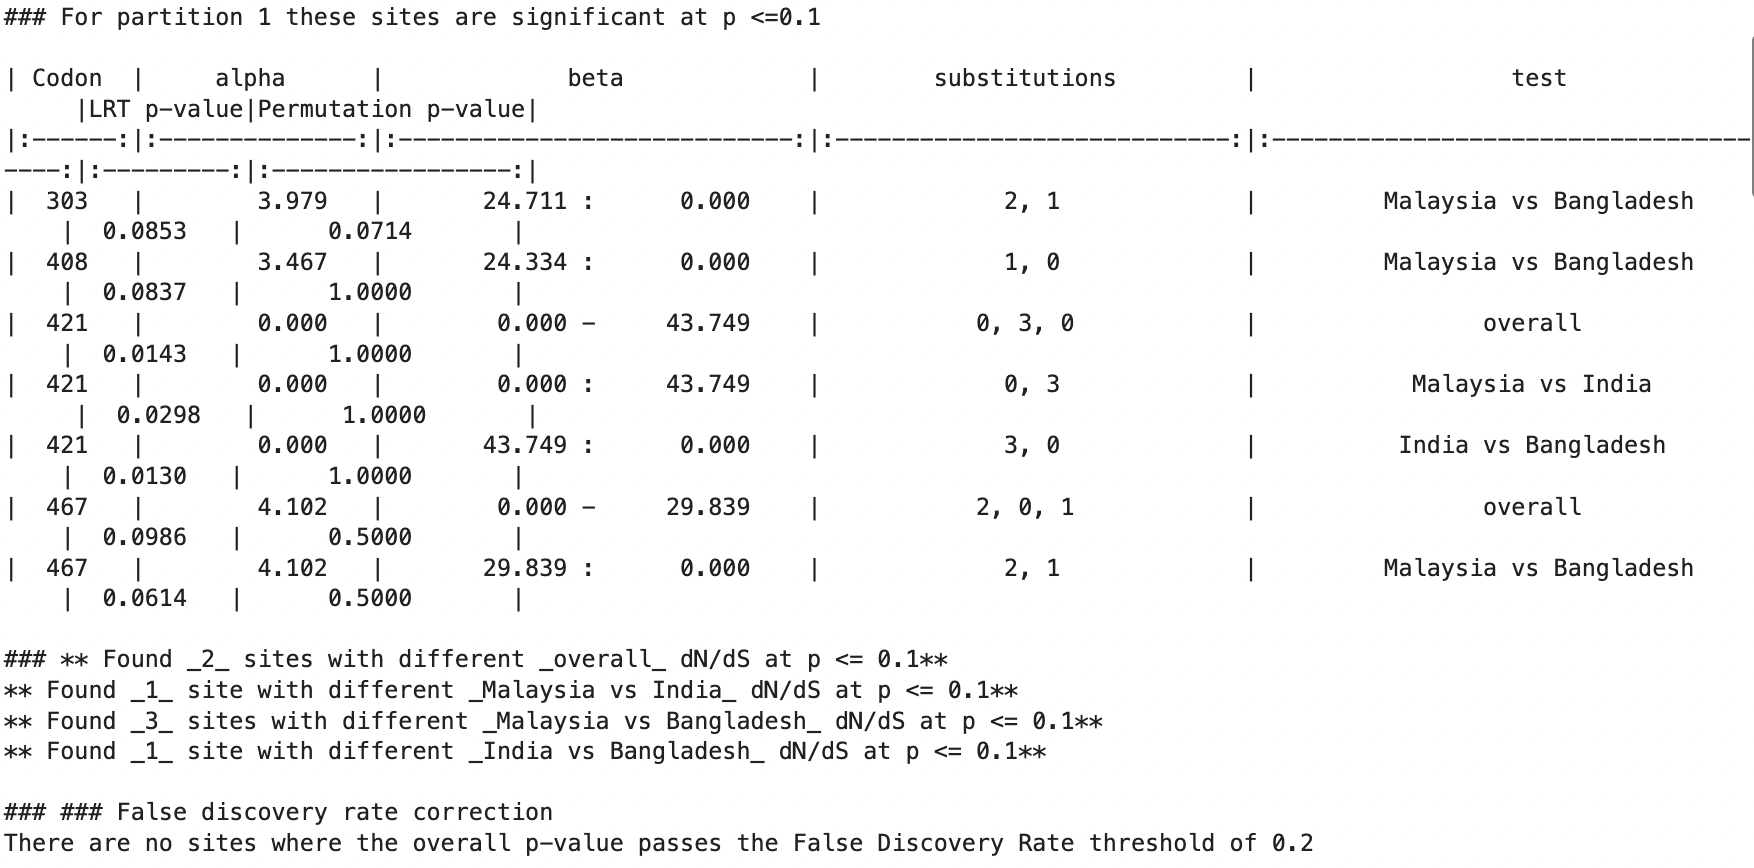 ### For partition 1 these sites are significant at p <=0.1
| Codon  |     alpha      |             beta             |        substitutions         |                  test
     |LRT p-value|Permutation p-value|
|:------:|:--------------:|:----------------------------:|:----------------------------:|:----------------------------------
----:|:---------:|:-----------------:|
|  303   |        3.979   |       24.711 :      0.000    |             2, 1             |         Malaysia vs Bangladesh
    |  0.0853   |      0.0714       |
|  408   |        3.467   |       24.334 :      0.000    |             1, 0             |         Malaysia vs Bangladesh
    |  0.0837   |      1.0000       |
|  421   |        0.000   |        0.000 –     43.749    |           0, 3, 0            |                overall
    |  0.0143   |      1.0000       |
|  421   |        0.000   |        0.000 :     43.749    |             0, 3             |           Malaysia vs India
     |  0.0298   |      1.0000       |
|  421   |        0.000   |       43.749 :      0.000    |             3, 0             |          India vs Bangladesh
    |  0.0130   |      1.0000       |
|  467   |        4.102   |        0.000 –     29.839    |           2, 0, 1            |                overall
    |  0.0986   |      0.5000       |
|  467   |        4.102   |       29.839 :      0.000    |             2, 1             |         Malaysia vs Bangladesh
    |  0.0614   |      0.5000       |
### ** Found _2_ sites with different _overall_ dN/dS at p <= 0.1**
** Found _1_ site with different _Malaysia vs India_ dN/dS at p <= 0.1**
** Found _3_ sites with different _Malaysia vs Bangladesh_ dN/dS at p <= 0.1**
** Found _1_ site with different _India vs Bangladesh_ dN/dS at p <= 0.1**
### ### False discovery rate correction
There are no sites where the overall p-value passes the False Discovery Rate threshold of 0.2